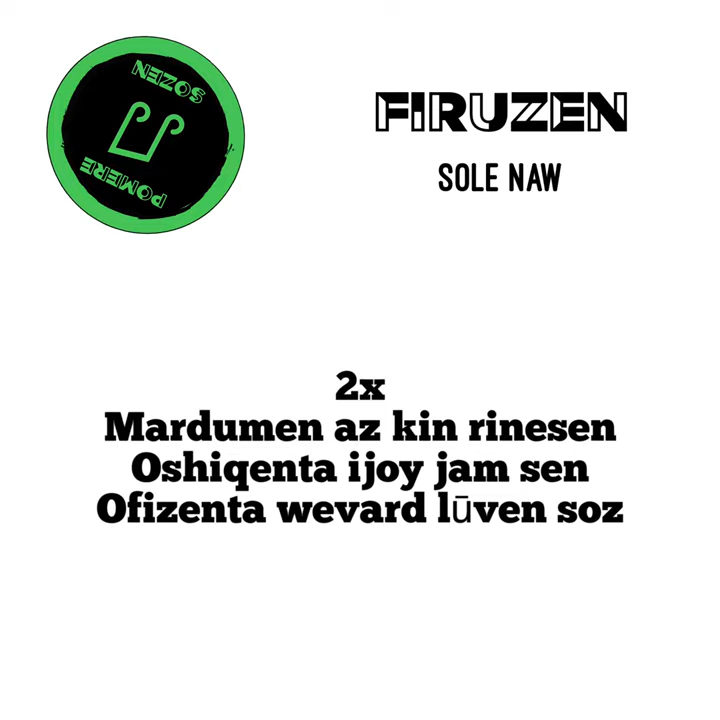 SOZEN
POMERE
FIRUZEN
SOLE NAW
2x
Mardumen az kin rinesen
Oshiqenta ijoy jam sen
Ofizenta wevard lūven soz